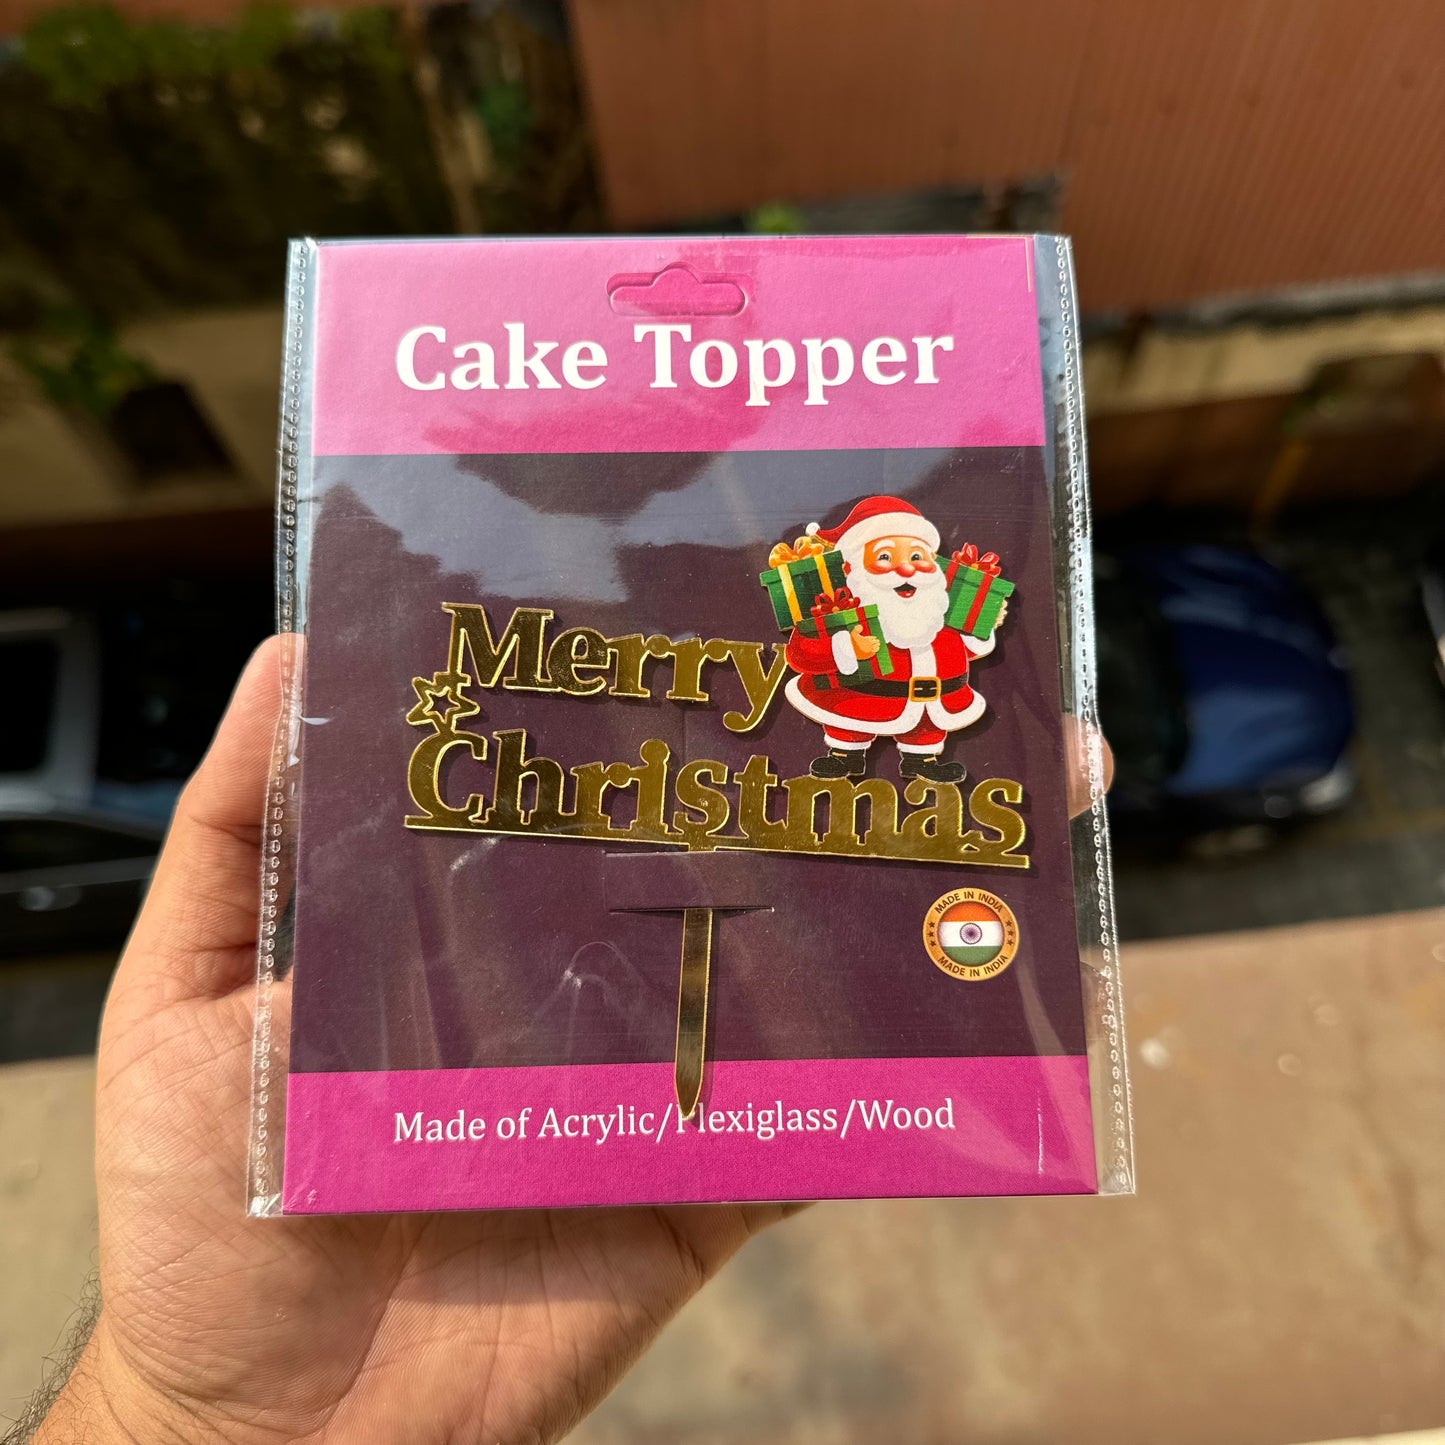 Cake Topper
Merry
Christmas
MADE IN INDIA
MADE IN INDIA
Made of Acrylic/Plexiglass/Wood